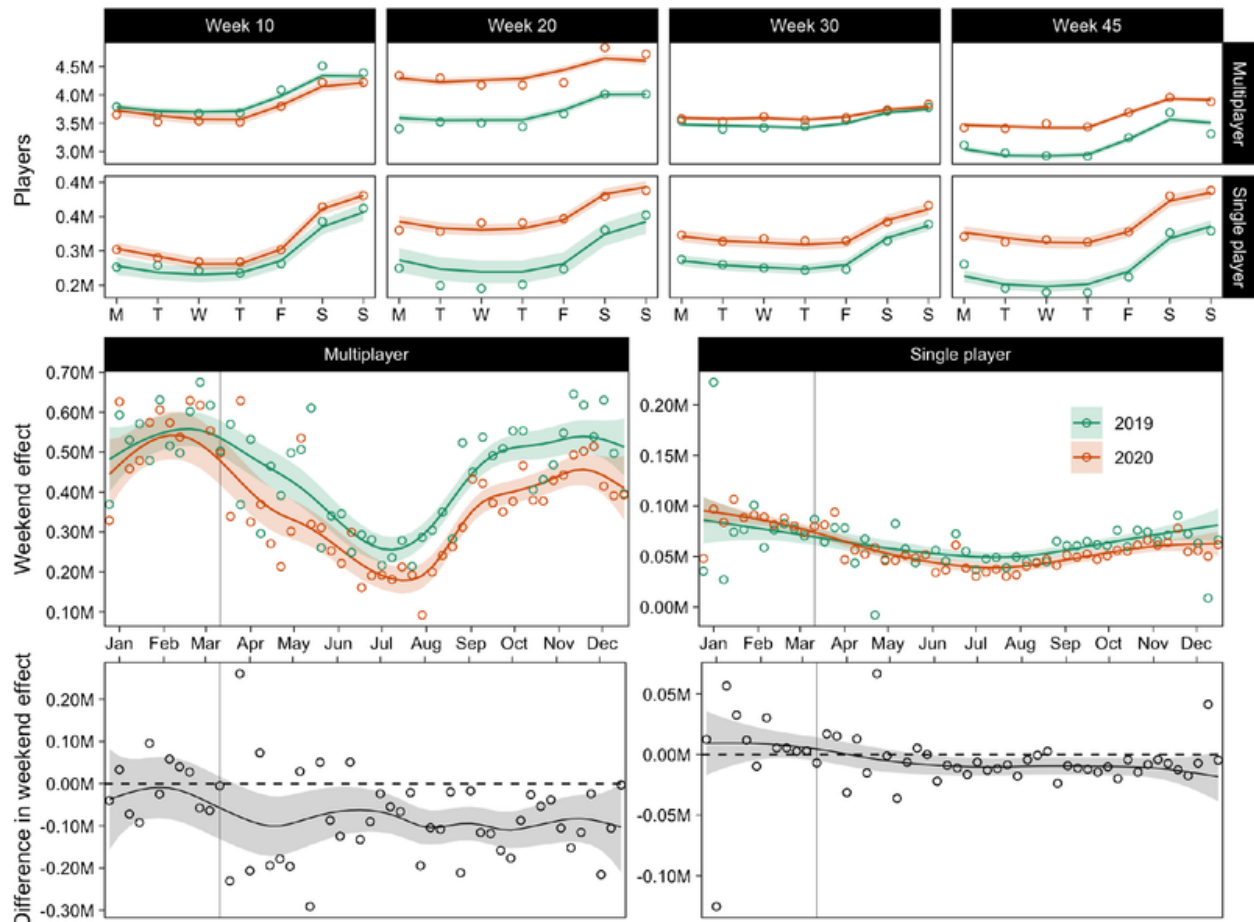 Week 10 Week 20 Week 30 Week 45
4.5M
4.0M
3.5M
3.0M
Multiplayer
Players
0.4M
0.4M
0.3M
0.2M
Single player
M T W T F S S M T W T F S S M T W T F S S M T W T F S S
Multiplayer
Weekend effect
0.70M
0.60M
0.50M
0.40M
0.30M
0.20M
0.10M
Jan Feb Mar Apr May Jun Jul Aug Sep Oct Nov Dec
Single player
0.20M
0.15M
0.10M
0.05M
0.00M
2019
2020
Jan Feb Mar Apr May Jun Jul Aug Sep Oct Nov Dec
Difference in weekend effect
0.20M
0.10M
0.00M
-0.10M
-0.20M
-0.30M
0.05M
0.00M
-0.05M
-0.10M